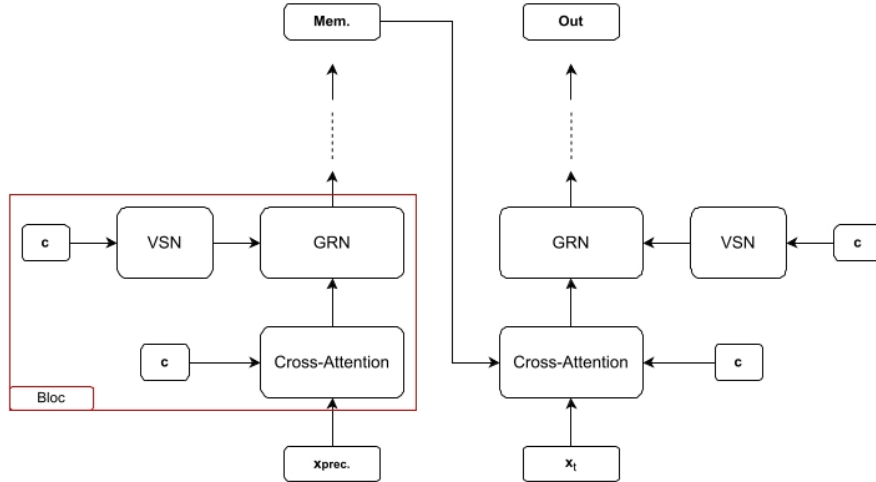 Mem.
Out
c
VSN
GRN
GRN
VSN
c
c
Cross-Attention
Cross-Attention
c
Bloc
xprec.
xt